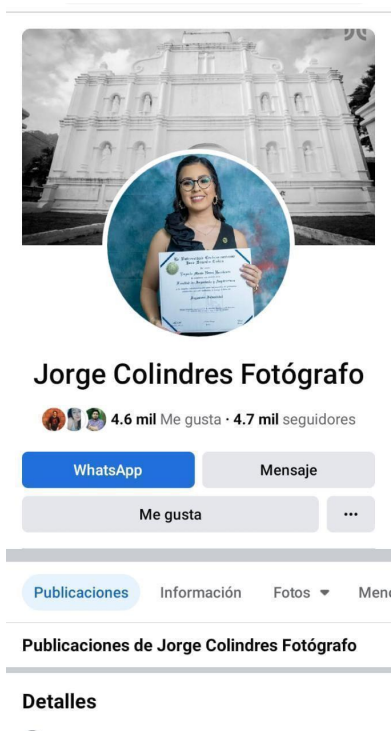 Jorge Colindres Fotógrafo
4.6 mil Me gusta · 4.7 mil seguidores
WhatsApp
Mensaje
Me gusta
Publicaciones
Información
Fotos
Publicaciones de Jorge Colindres Fotógrafo
Detalles